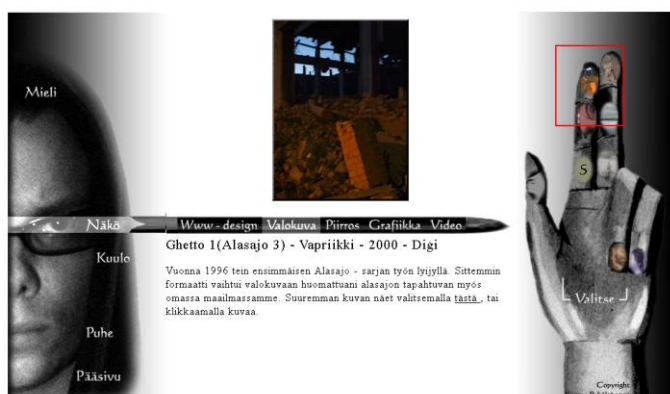 Mieli
Näkö
Www-design Valokuva Piirros Grafiikka Video
Ghetto 1(Alasajo 3) - Vapriikki - 2000 - Digi
Kuulo
Vuonna 1996 tein ensimmäisen Alasajo - sarjan työn lyijyllä. Sittemmin
formaatti vaihtui valokuvaan huomattuani alasajon tapahtuvan myös
omassa maailmassamme. Suuremman kuvan näet valitsemalla tästä , tai
klikkaamalla kuvaa.
Puhe
Pääsivu
S
Valitse
Copyright